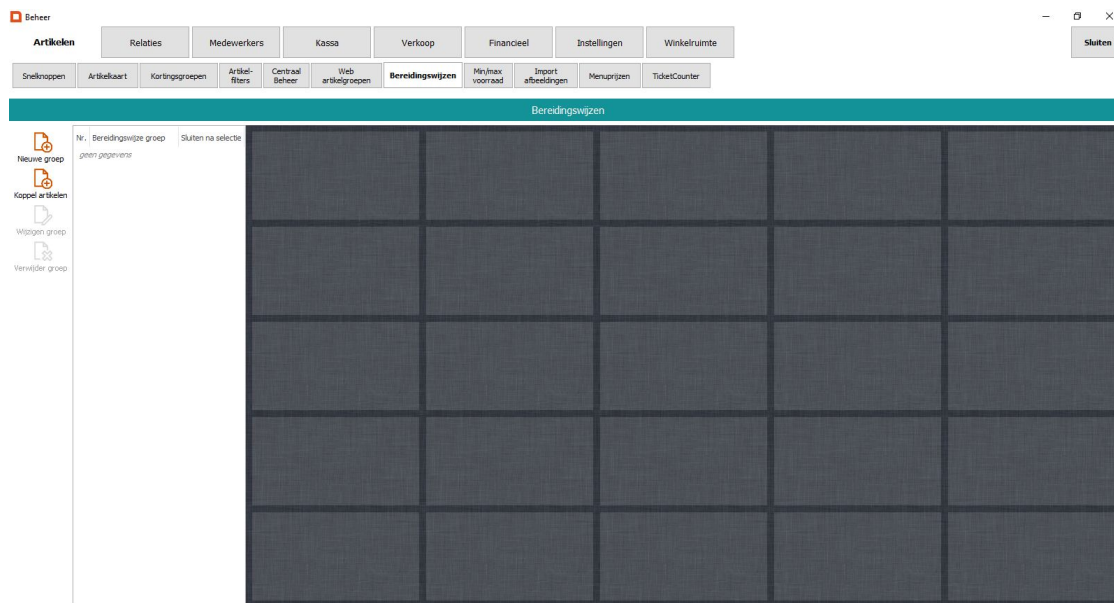 Beheer
Artikelen Relaties Medewerkers Kassa Verkoop Financieel Instellingen Winkelruimte Sluiten
Snelknoppen Artikelkaart Kortingsgroepen Artikel-filters Centraal Beheer Web artikelgroepen Bereidingswijzen Min/max voorraad Import afbeeldingen Menuprijzen TicketCounter
Bereidingswijzen
Nr. Bereidingswijze groep Sluiten na selectie
geen gegevens
Nieuwe groep
Koppel artikelen
Wijzigen groep
Verwijder groep